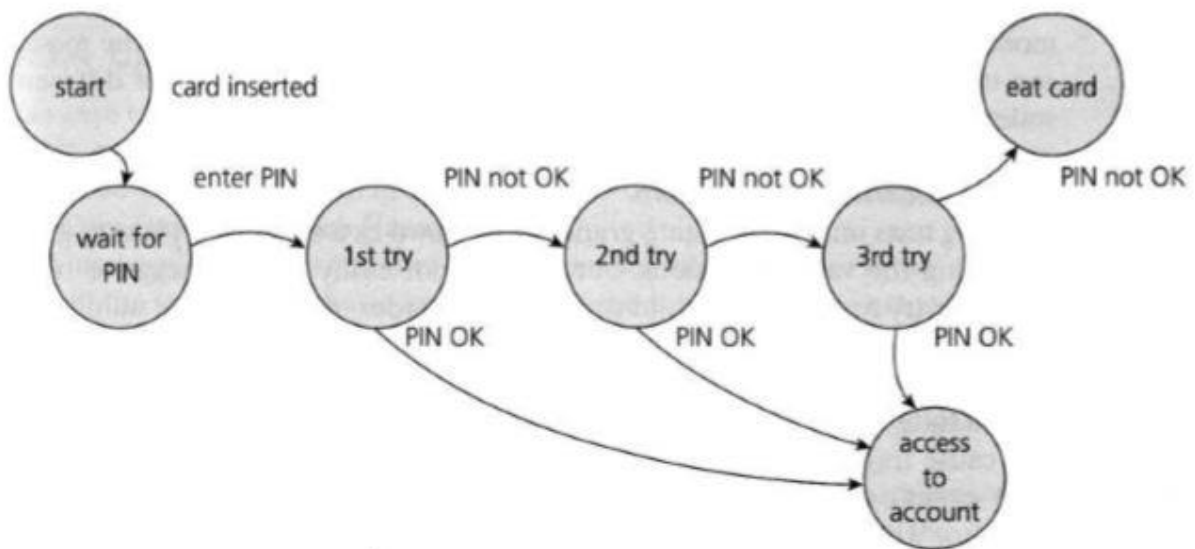 start
card inserted
eat card
enter PIN
PIN not OK
PIN not OK
PIN not OK
wait for
PIN
1st try
2nd try
3rd try
PIN OK
PIN OK
PIN OK
access
to
account